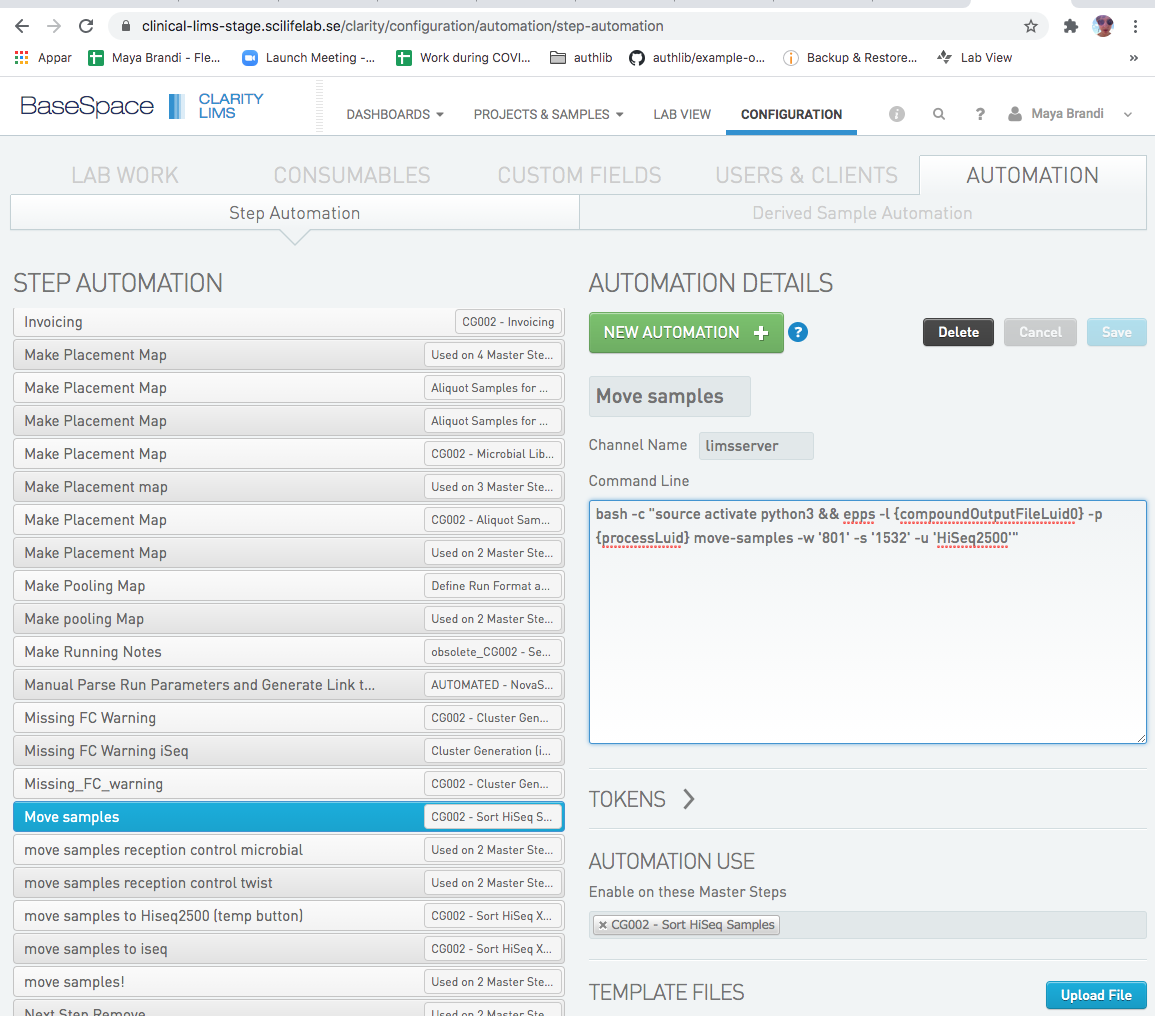 clinical-lims-stage.scilifelab.se/clarity/configuration/automation/step-automation
Appar
Maya Brandi - Fle...
Launch Meeting -...
Work during COVI...
authlib
authlib/example-o...
Backup & Restore...
Lab View
»
BaseSpace
CLARITY
LIMS
DASHBOARDS
PROJECTS & SAMPLES
LAB VIEW
CONFIGURATION
Maya Brandi
LAB WORK
CONSUMABLES
CUSTOM FIELDS
USERS & CLIENTS
AUTOMATION
Step Automation
Derived Sample Automation
STEP AUTOMATION
Invoicing
CG002 - Invoicing
Make Placement Map
Used on 4 Master Ste...
Make Placement Map
Aliquot Samples for ...
Make Placement Map
Aliquot Samples for ...
Make Placement Map
CG002 - Microbial Lib...
Make Placement map
Used on 3 Master Ste...
Make Placement Map
CG002 - Aliquot Sam...
Make Placement Map
Used on 2 Master Ste...
Make Pooling Map
Define Run Format a...
Make pooling Map
Used on 2 Master Ste...
Make Running Notes
obsolete_CG002 - Se...
Manual Parse Run Parameters and Generate Link t...
AUTOMATED - NovaS...
Missing FC Warning
CG002 - Cluster Gen...
Missing FC Warning iSeq
Cluster Generation (i...
Missing_FC_warning
CG002 - Cluster Gen...
Move samples
CG002 - Sort HiSeq S...
move samples reception control microbial
Used on 2 Master Ste...
move samples reception control twist
Used on 2 Master Ste...
move samples to Hiseq2500 (temp button)
CG002 - Sort HiSeq X...
move samples to iseq
CG002 - Sort HiSeq X...
move samples!
Used on 2 Master Ste...
Next Step Remove
Used on 2 Master Ste...
AUTOMATION DETAILS
NEW AUTOMATION +
?
Delete
Cancel
Save
Move samples
Channel Name
limsserver
Command Line
bash -c "source activate python3 && epps -l {compoundOutputFileLuid0} -p
{processLuid} move-samples -w '801' -s '1532' -u 'HiSeq2500'"
TOKENS
AUTOMATION USE
Enable on these Master Steps
× CG002 - Sort HiSeq Samples
TEMPLATE FILES
Upload File